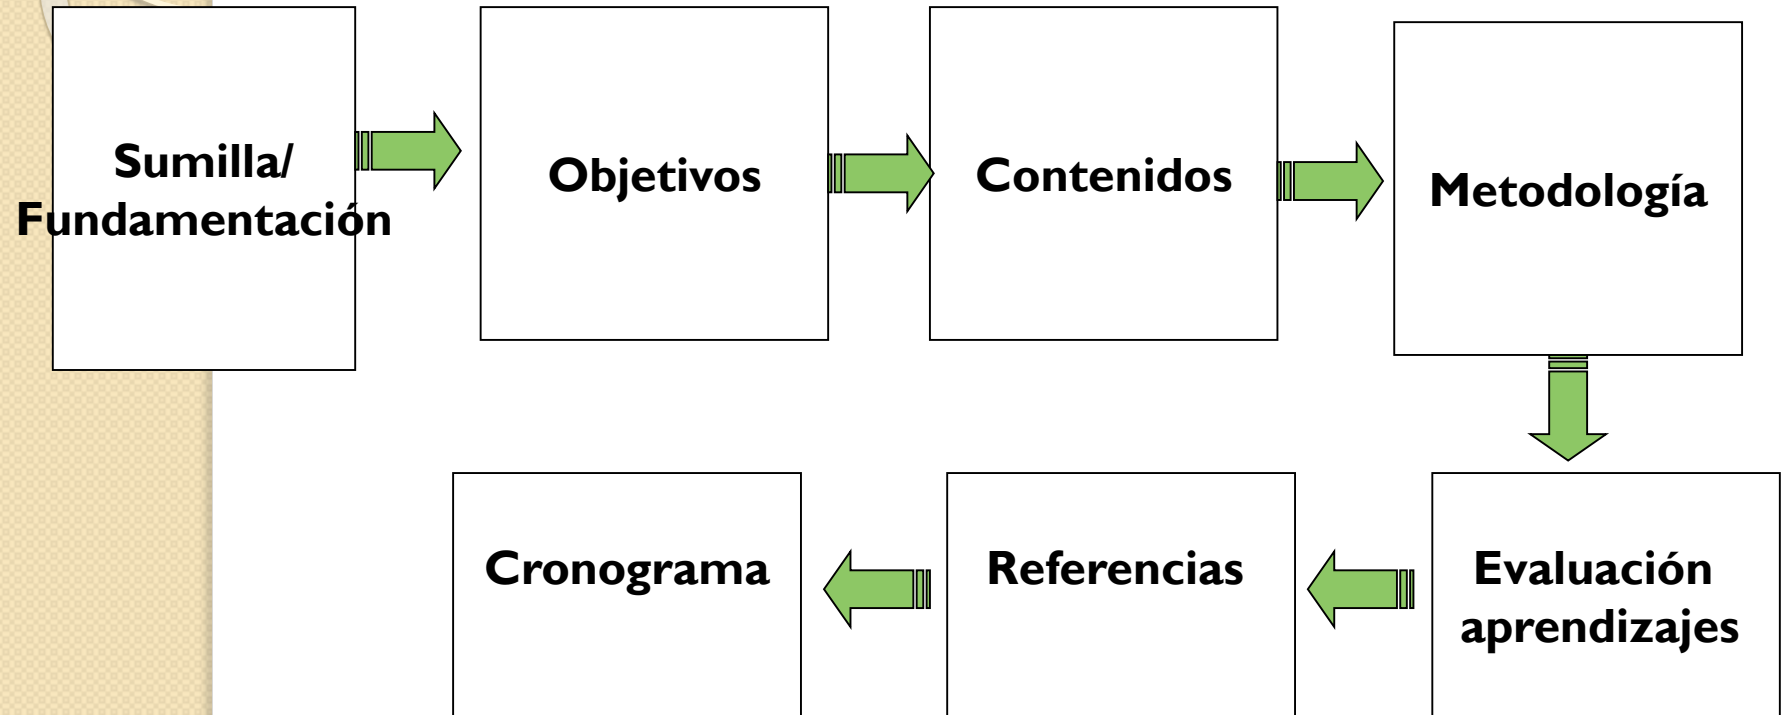 Sumilla/
Fundamentación
Objetivos
Contenidos
Metodología
Evaluación
aprendizajes
Referencias
Cronograma